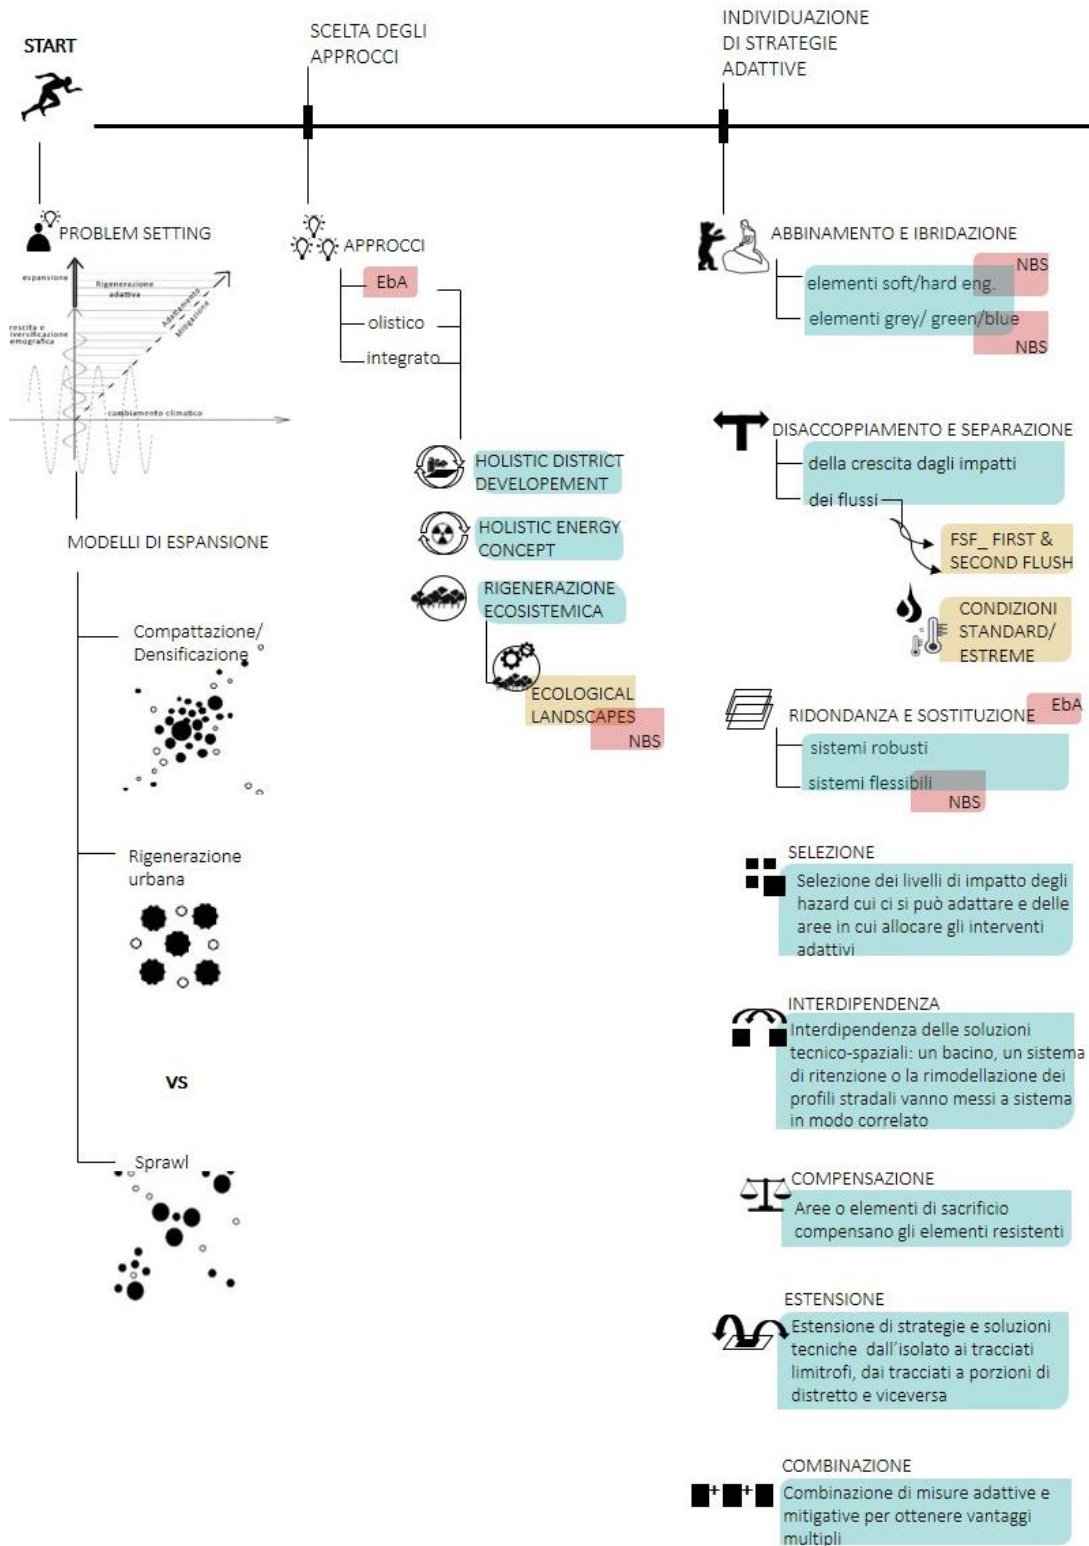 START
SCELTA DEGLI
APPROCCI
INDIVIDUAZIONE
DI STRATEGIE
ADATTIVE
PROBLEM SETTING
espansione
Rigenerazione
adattiva
Adattamento
Mitigazione
rescita e
iversificazione
emografica
cambiamento climatico
MODELLI DI ESPANSIONE
Compattazione/
Densificazione
Rigenerazione
urbana
VS
Sprawl
APPROCCI
EbA
olistico
integrato
HOLISTIC DISTRICT
DEVELOPEMENT
HOLISTIC ENERGY
CONCEPT
RIGENERAZIONE
ECOSISTEMICA
ECOLOGICAL
LANDSCAPES
NBS
ABBINAMENTO E IBRIDAZIONE
NBS
elementi soft/hard eng.
elementi grey/ green/blue
NBS
DISACCOPPIAMENTO E SEPARAZIONE
della crescita dagli impatti
dei flussi
FSF_ FIRST &
SECOND FLUSH
CONDIZIONI
STANDARD/
ESTREME
RIDONDANZA E SOSTITUZIONE
EbA
sistemi robusti
sistemi flessibili
NBS
SELEZIONE
Selezione dei livelli di impatto degli
hazard cui ci si può adattare e delle
aree in cui allocare gli interventi
adattivi
INTERDIPENDENZA
Interdipendenza delle soluzioni
tecnico-spaziali: un bacino, un sistema
di ritenzione o la rimodellazione dei
profili stradali vanno messi a sistema
in modo correlato
COMPENSAZIONE
Aree o elementi di sacrificio
compensano gli elementi resistenti
ESTENSIONE
Estensione di strategie e soluzioni
tecniche dall'isolato ai tracciati
limitrofi, dai tracciati a porzioni di
distretto e viceversa
COMBINAZIONE
Combinazione di misure adattive e
mitigative per ottenere vantaggi
multipli